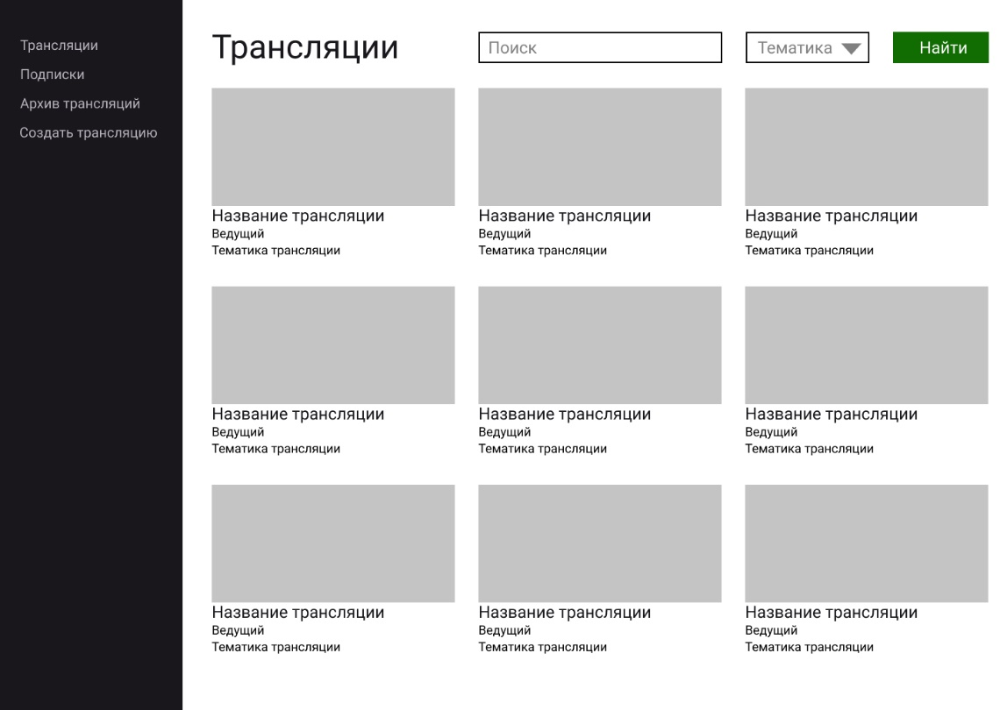 Трансляции
Подписки
Архив трансляций
Создать трансляцию
Трансляции
Поиск
Тематика
Найти
Название трансляции
Ведущий
Тематика трансляции
Название трансляции
Ведущий
Тематика трансляции
Название трансляции
Ведущий
Тематика трансляции
Название трансляции
Ведущий
Тематика трансляции
Название трансляции
Ведущий
Тематика трансляции
Название трансляции
Ведущий
Тематика трансляции
Название трансляции
Ведущий
Тематика трансляции
Название трансляции
Ведущий
Тематика трансляции
Название трансляции
Ведущий
Тематика трансляции